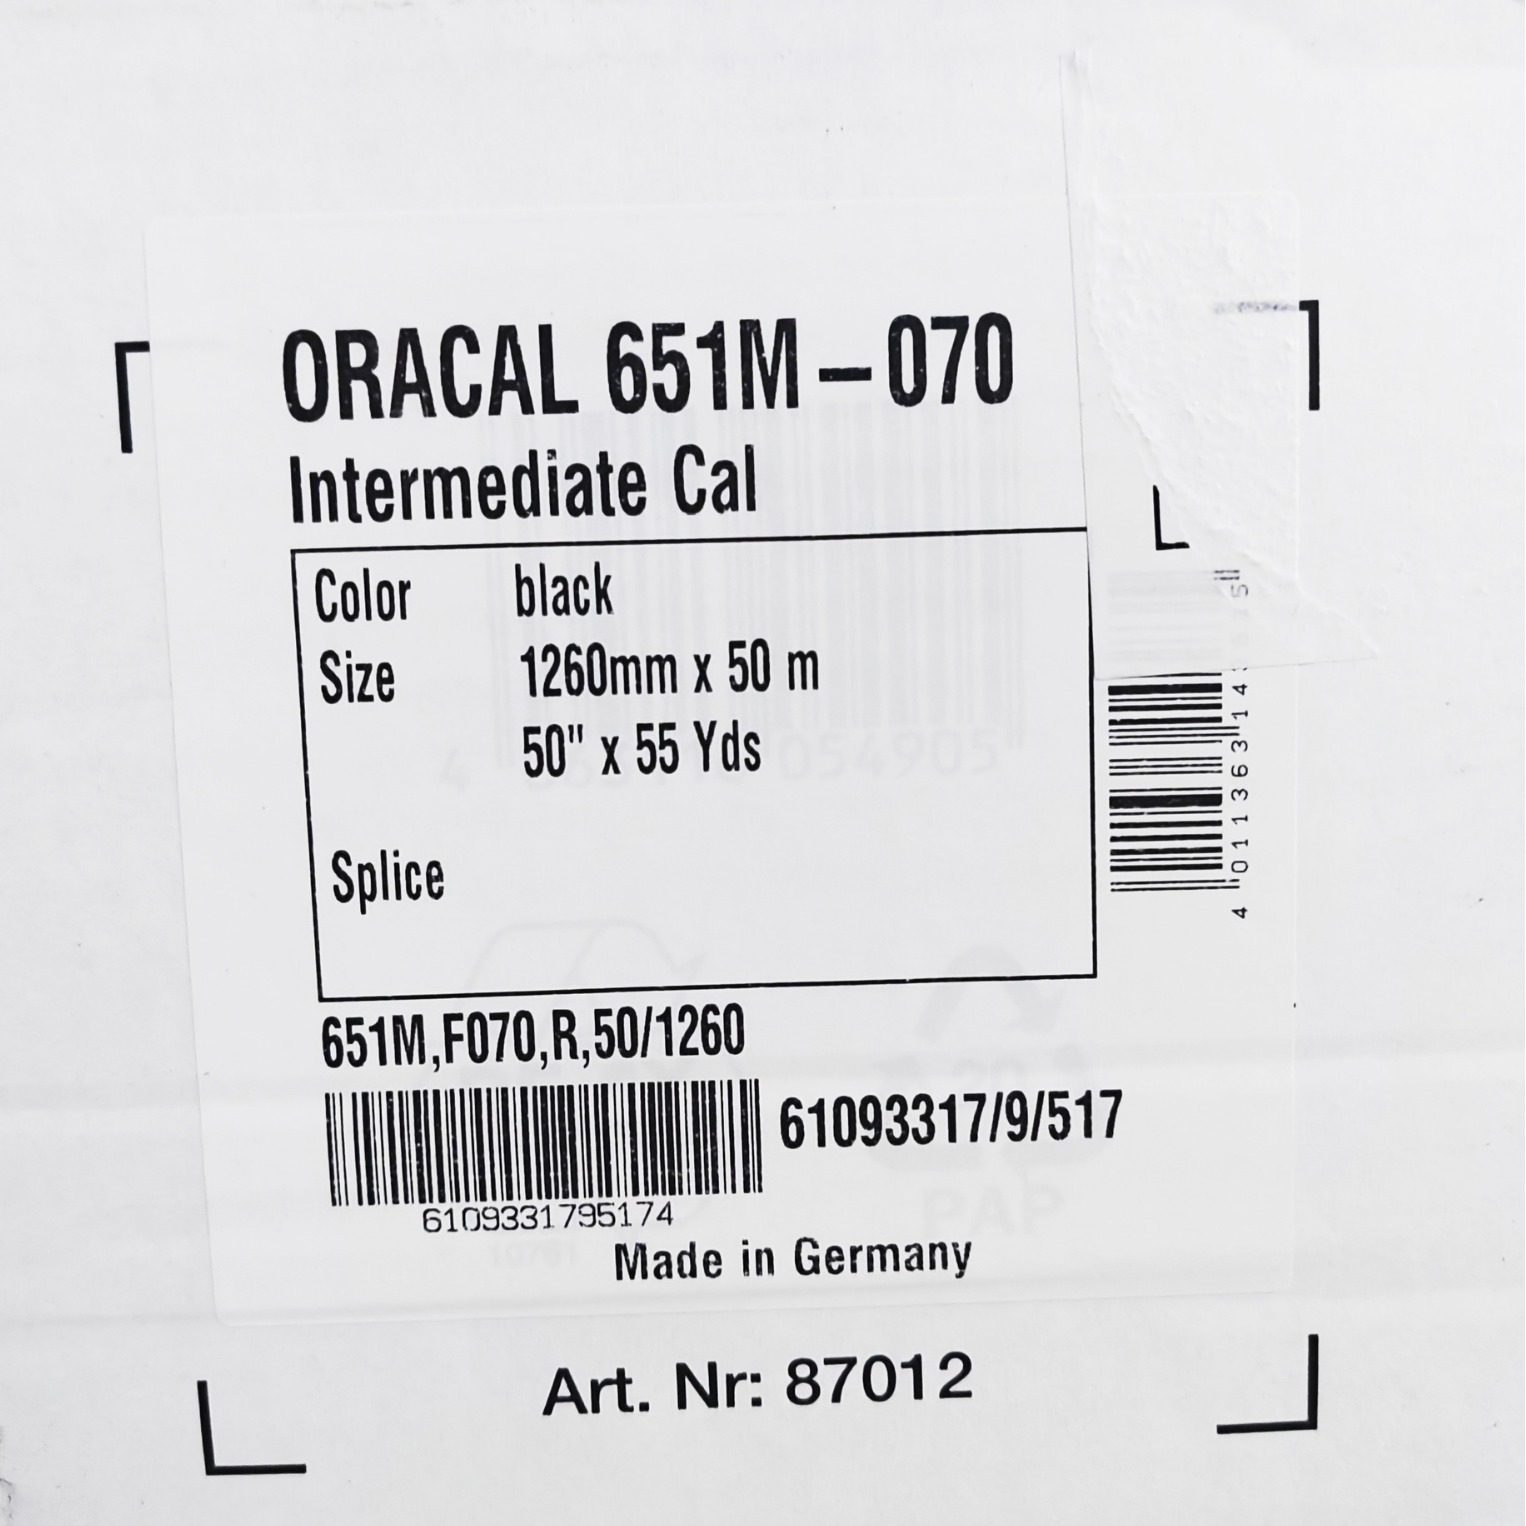 ORACAL 651M – 070
Intermediate Cal
Color black
Size 1260mm x 50 m
50" x 55 Yds
Splice
651M,F070,R,50/1260
61093317/9/517
6109331795174
Made in Germany
Art. Nr: 87012